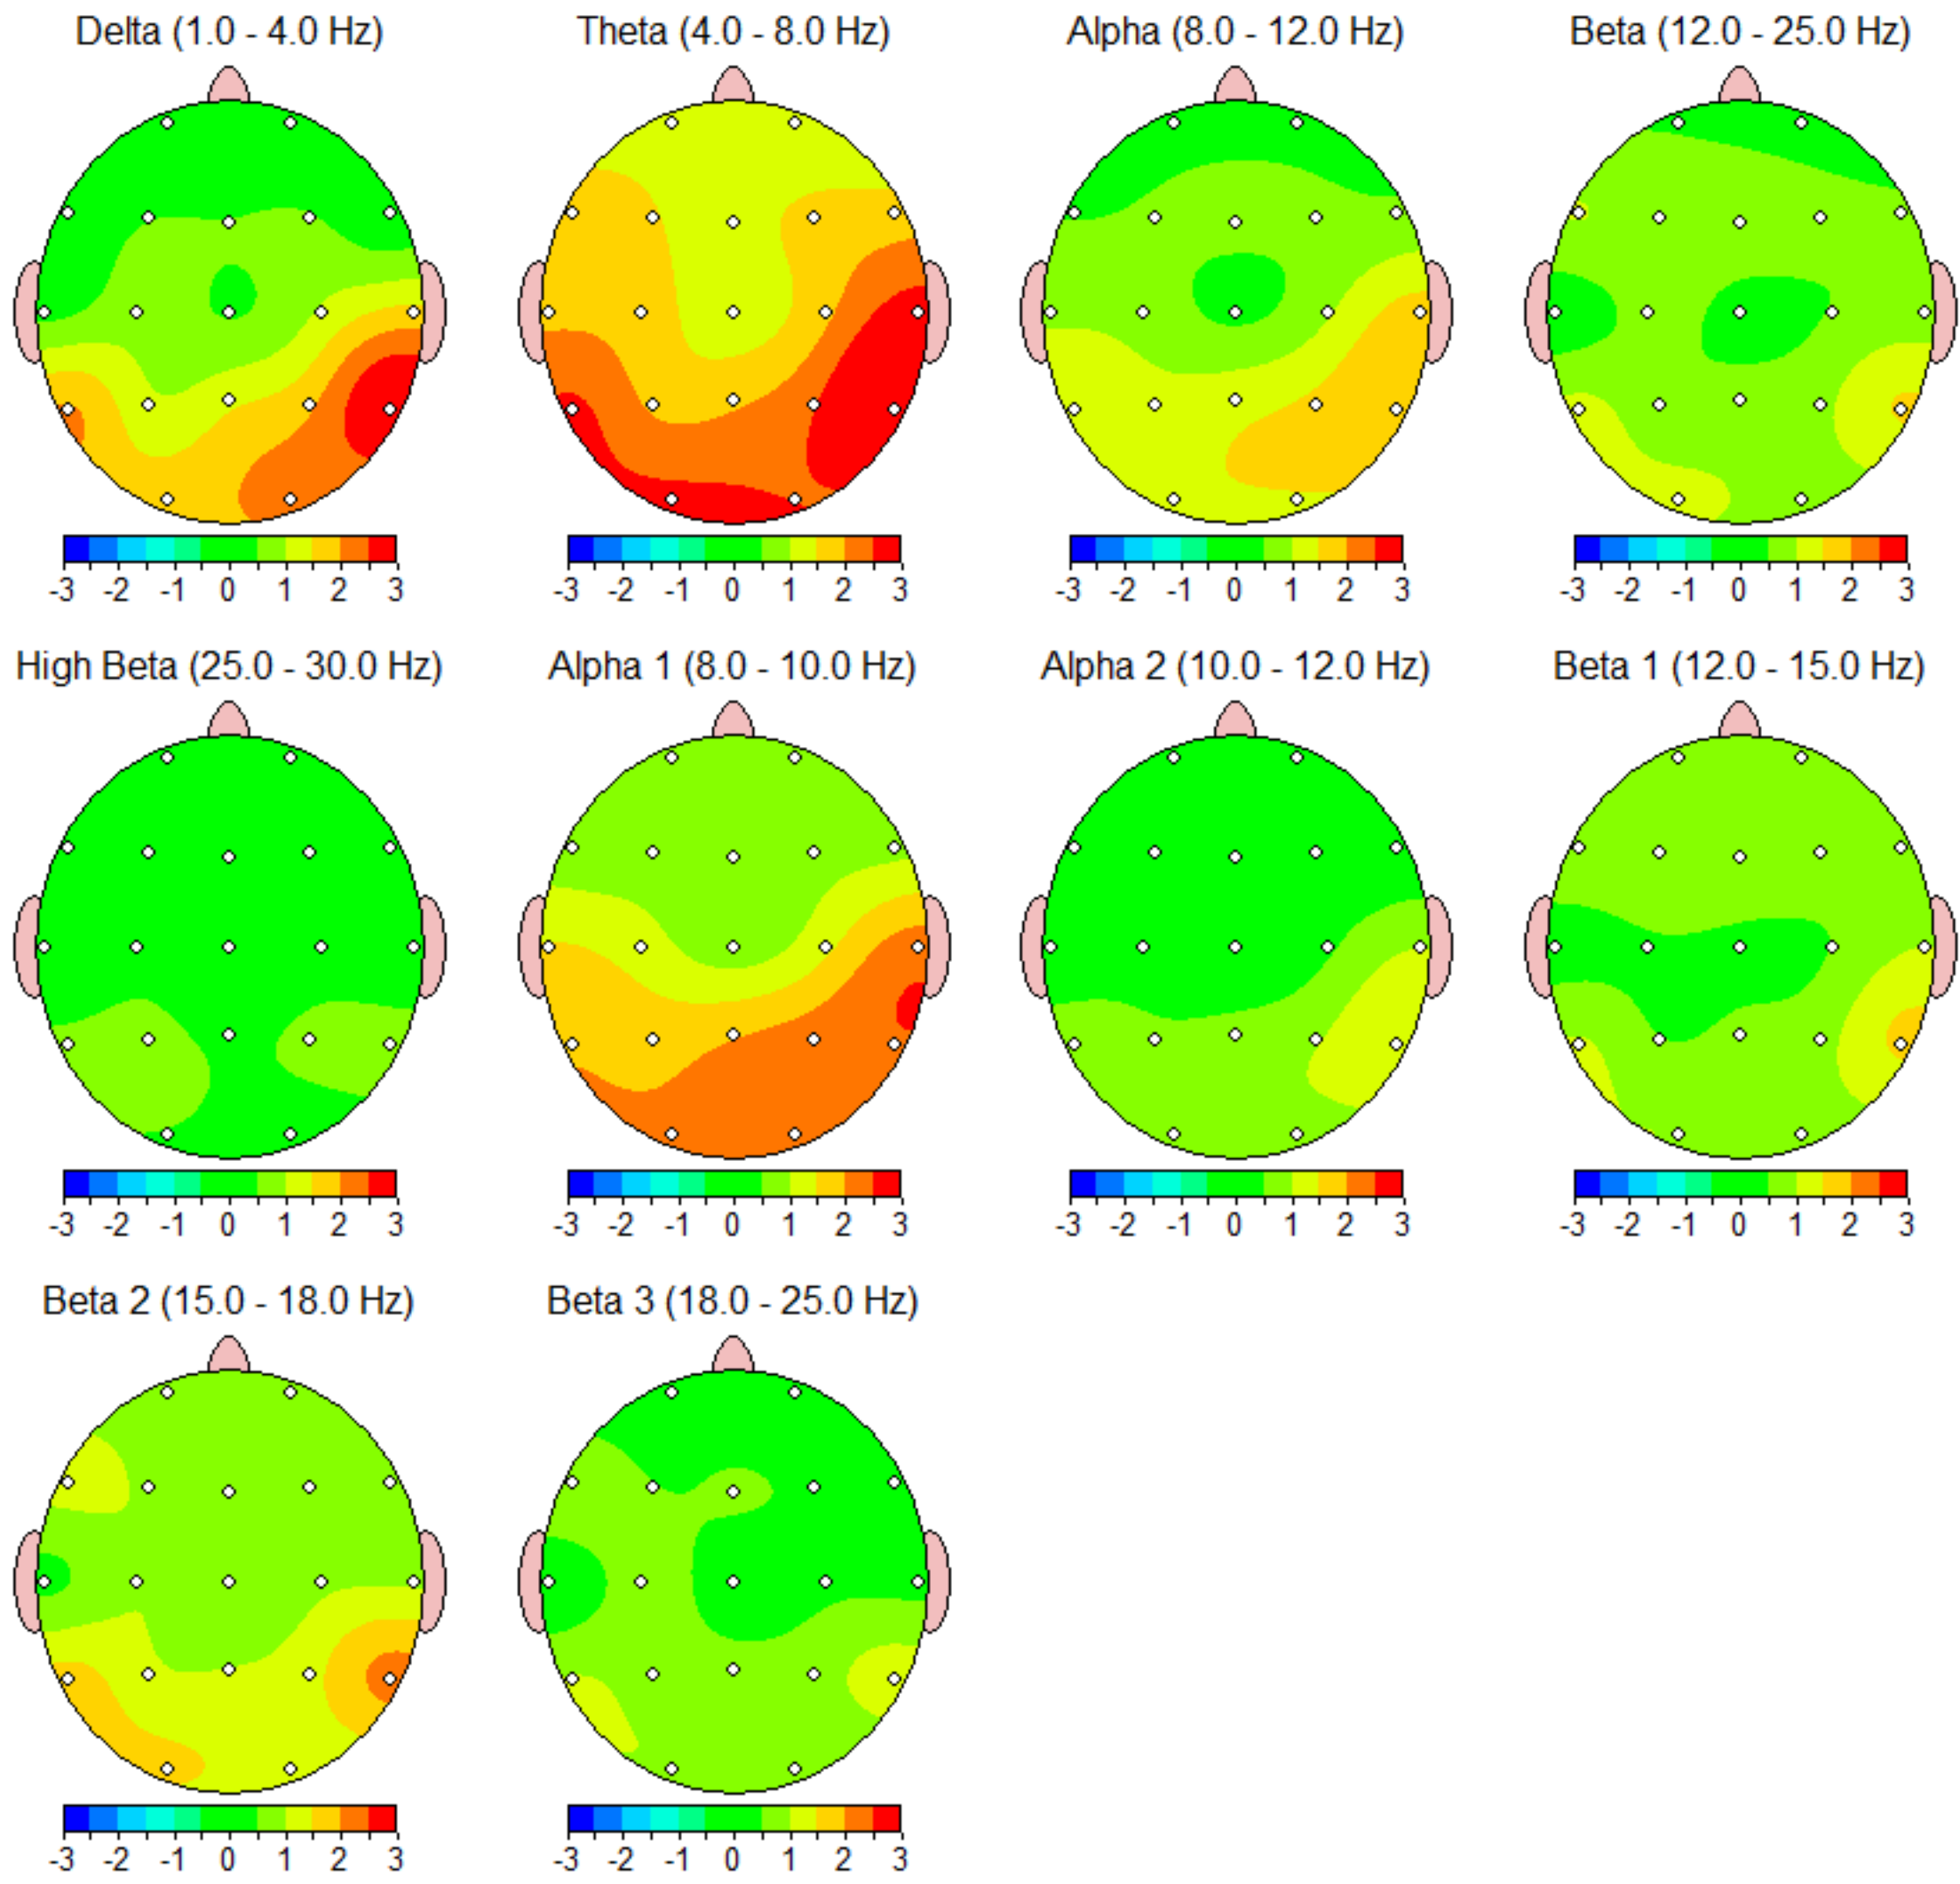 Delta (1.0 - 4.0 Hz)
Theta (4.0 - 8.0 Hz)
Alpha (8.0 - 12.0 Hz)
Beta (12.0 - 25.0 Hz)
-3 -2 -1 0 1 2 3
-3 -2 -1 0 1 2 3
-3 -2 -1 0 1 2 3
-3 -2 -1 0 1 2 3
High Beta (25.0 - 30.0 Hz)
Alpha 1 (8.0 - 10.0 Hz)
Alpha 2 (10.0 - 12.0 Hz)
Beta 1 (12.0 - 15.0 Hz)
-3 -2 -1 0 1 2 3
-3 -2 -1 0 1 2 3
-3 -2 -1 0 1 2 3
-3 -2 -1 0 1 2 3
Beta 2 (15.0 - 18.0 Hz)
Beta 3 (18.0 - 25.0 Hz)
-3 -2 -1 0 1 2 3
-3 -2 -1 0 1 2 3